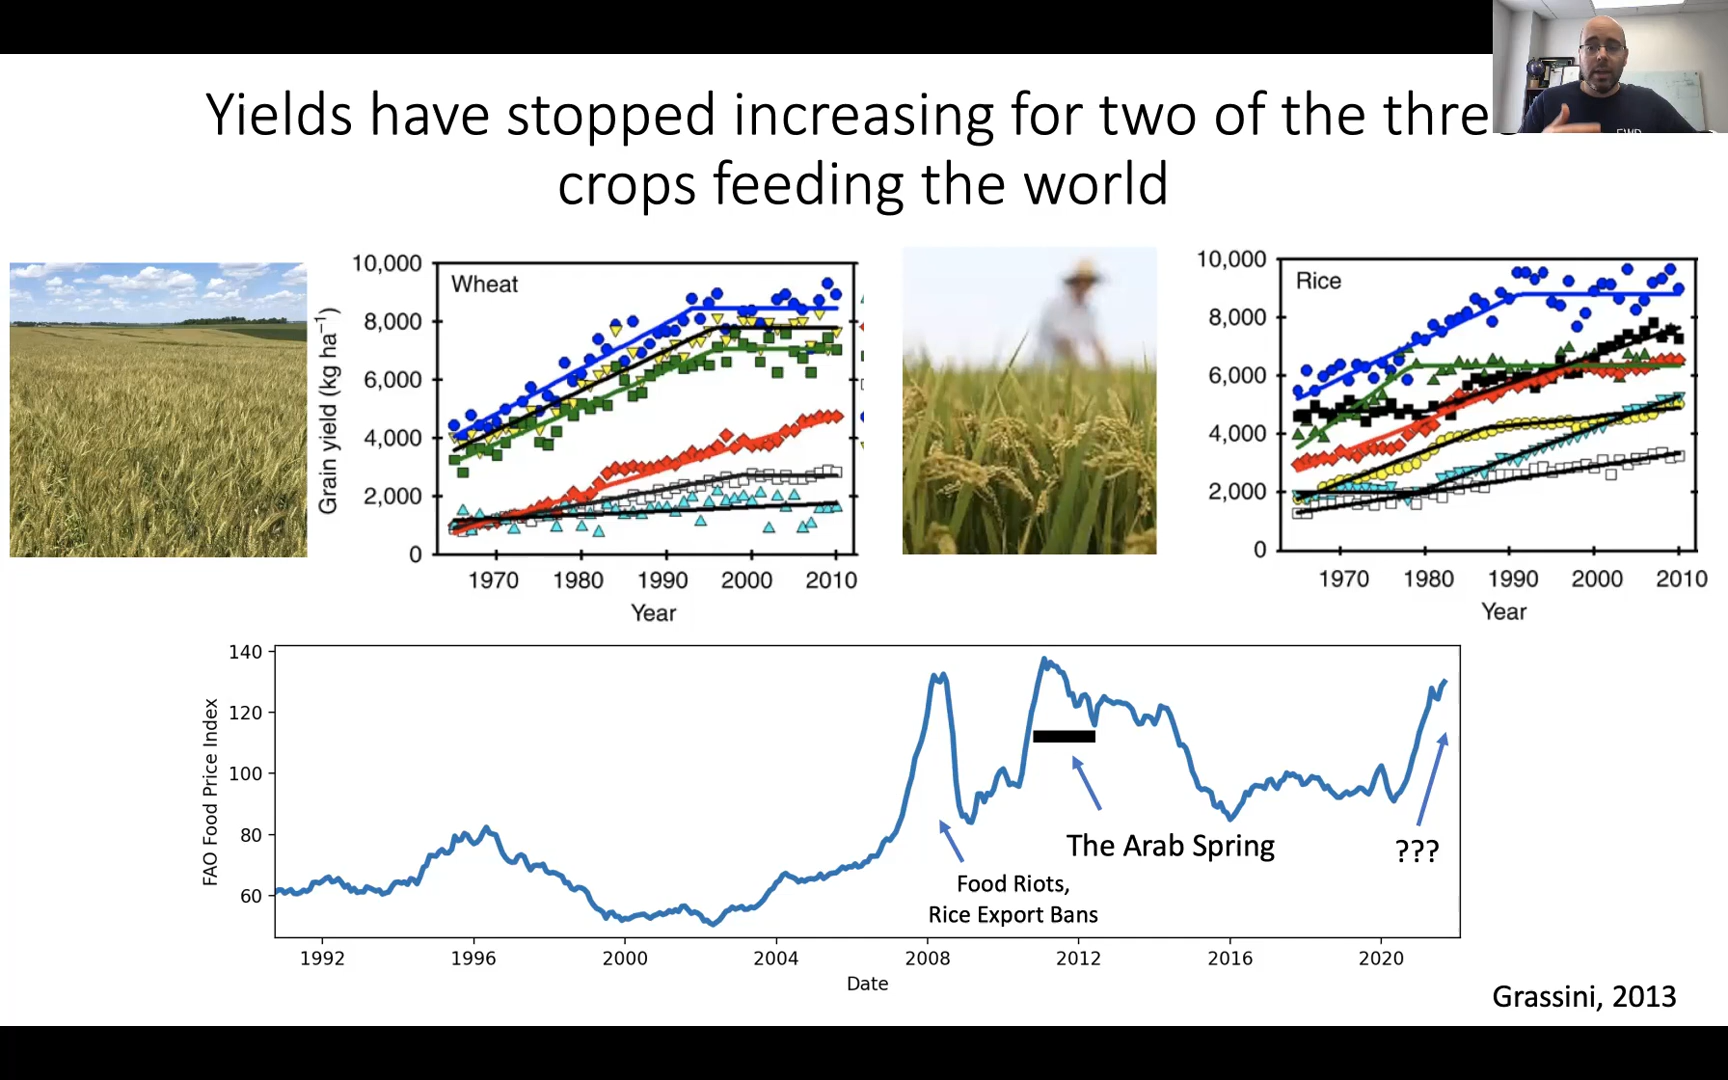 Yields have stopped increasing for two of the thre
crops feeding the world
Wheat
Grain yield (kg ha⁻¹)
10,000
8,000
6,000
4,000
2,000
0
1970 1980 1990 2000 2010
Year
Rice
10,000
8,000
6,000
4,000
2,000
0
1970 1980 1990 2000 2010
Year
FAO Food Price Index
140
120
100
80
60
The Arab Spring
???
Food Riots,
Rice Export Bans
1992 1996 2000 2004 2008 2012 2016 2020
Date
Grassini, 2013